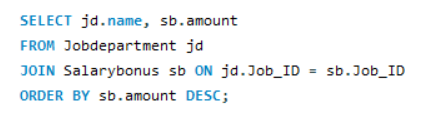 SELECT jd.name, sb.amount
FROM Jobdepartment jd
JOIN Salarybonus sb ON jd.Job_ID = sb.Job_ID
ORDER BY sb.amount DESC;